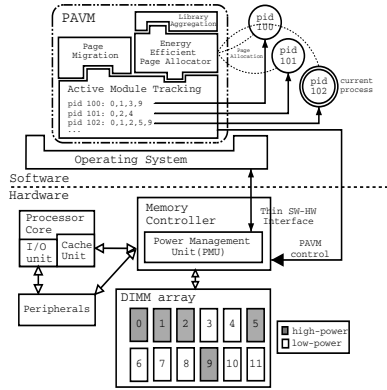 PAVM
Library
Aggregation
Page
Migration
Energy
Efficient
Page Allocator
Page
Allocation
pid
100
pid
101
pid
102
current
process
Active Module Tracking
pid 100: 0,1,3,9
pid 101: 0,2,4
pid 102: 0,1,2,5,9
...
Operating System
Software
Hardware
Processor
Core
I/O
unit
Cache
Unit
Peripherals
Memory
Controller
Power Management
Unit(PMU)
Thin SW-HW
Interface
PAVM
control
DIMM array
0 1 2 3 4 5
6 7 8 9 10 11
high-power
low-power